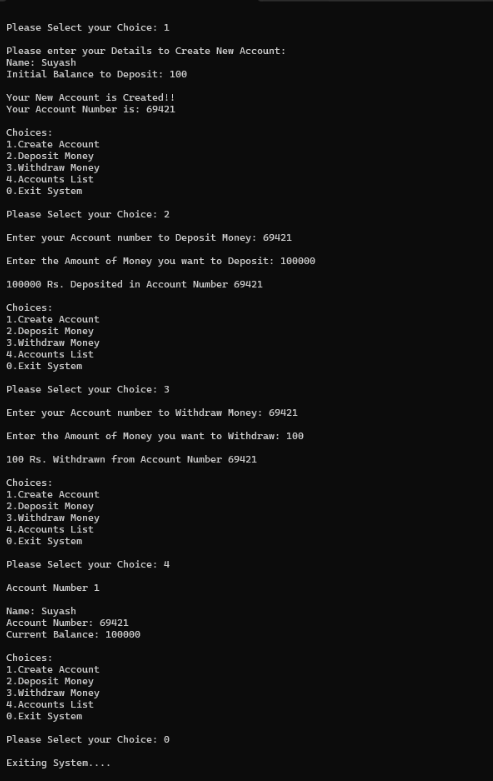 Please Select your Choice: 1
Please enter your Details to Create New Account:
Name: Suyash
Initial Balance to Deposit: 100
Your New Account is Created!!
Your Account Number is: 69421
Choices:
1.Create Account
2.Deposit Money
3.Withdraw Money
4.Accounts List
0.Exit System
Please Select your Choice: 2
Enter your Account number to Deposit Money: 69421
Enter the Amount of Money you want to Deposit: 100000
100000 Rs. Deposited in Account Number 69421
Choices:
1.Create Account
2.Deposit Money
3.Withdraw Money
4.Accounts List
0.Exit System
Please Select your Choice: 3
Enter your Account number to Withdraw Money: 69421
Enter the Amount of Money you want to Withdraw: 100
100 Rs. Withdrawn from Account Number 69421
Choices:
1.Create Account
2.Deposit Money
3.Withdraw Money
4.Accounts List
0.Exit System
Please Select your Choice: 4
Account Number 1
Name: Suyash
Account Number: 69421
Current Balance: 100000
Choices:
1.Create Account
2.Deposit Money
3.Withdraw Money
4.Accounts List
0.Exit System
Please Select your Choice: 0
Exiting System....